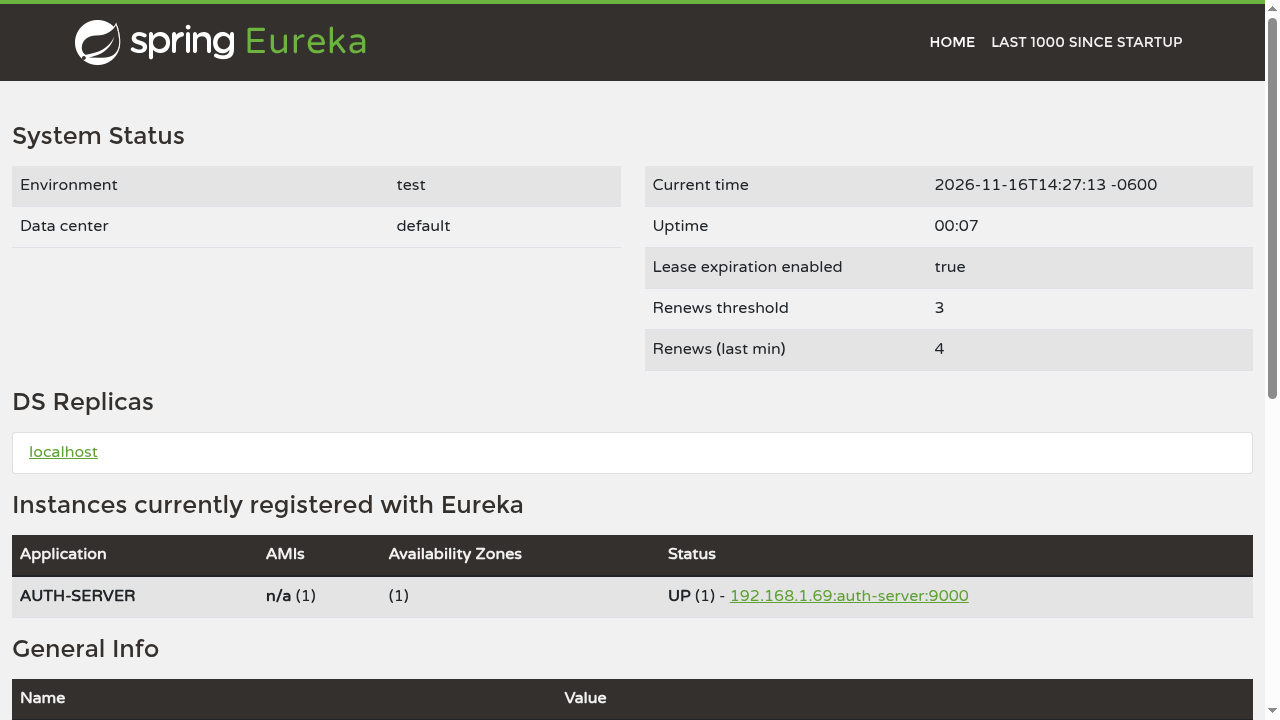 spring Eureka
HOME LAST 1000 SINCE STARTUP
System Status
Environment test
Data center default
Current time 2026-11-16T14:27:13 -0600
Uptime 00:07
Lease expiration enabled true
Renews threshold 3
Renews (last min) 4
DS Replicas
localhost
Instances currently registered with Eureka
Application AMIs Availability Zones Status
AUTH-SERVER n/a (1) (1) UP (1) - 192.168.1.69:auth-server:9000
General Info
Name Value